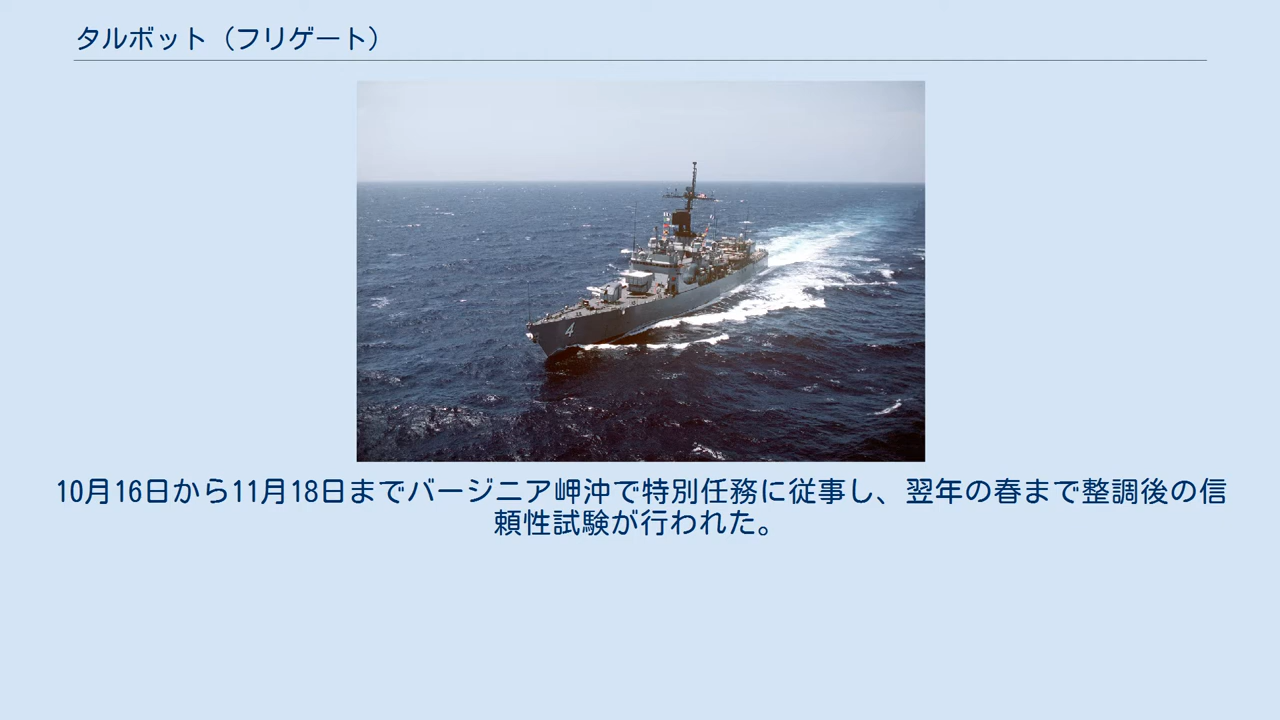 タルボット（フリゲート）
4
10月16日から11月18日までバージニア岬沖で特別任務に従事し、翌年の春まで整調後の信
頼性試験が行われた。